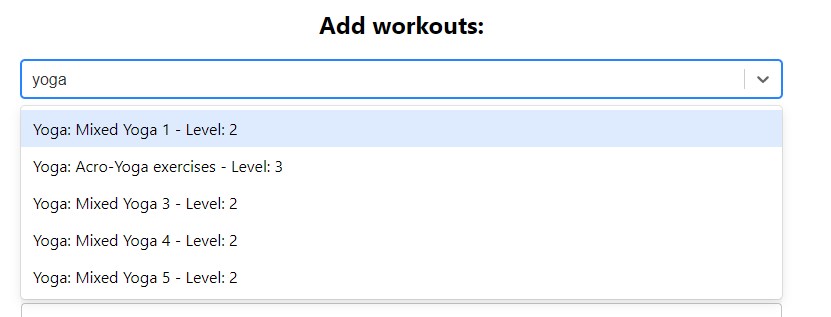 Add workouts:
yoga
Yoga: Mixed Yoga 1 - Level: 2
Yoga: Acro-Yoga exercises - Level: 3
Yoga: Mixed Yoga 3 - Level: 2
Yoga: Mixed Yoga 4 - Level: 2
Yoga: Mixed Yoga 5 - Level: 2